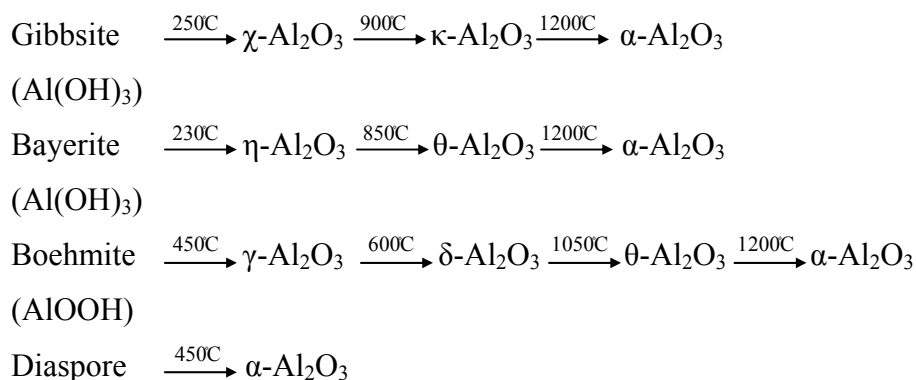 Gibbsite 250℃ χ-Al₂O₃ 900℃ κ-Al₂O₃ 1200℃ α-Al₂O₃
(Al(OH)₃)
Bayerite 230℃ η-Al₂O₃ 850℃ θ-Al₂O₃ 1200℃ α-Al₂O₃
(Al(OH)₃)
Boehmite 450℃ γ-Al₂O₃ 600℃ δ-Al₂O₃ 1050℃ θ-Al₂O₃ 1200℃ α-Al₂O₃
(AlOOH)
Diaspore 450℃ α-Al₂O₃